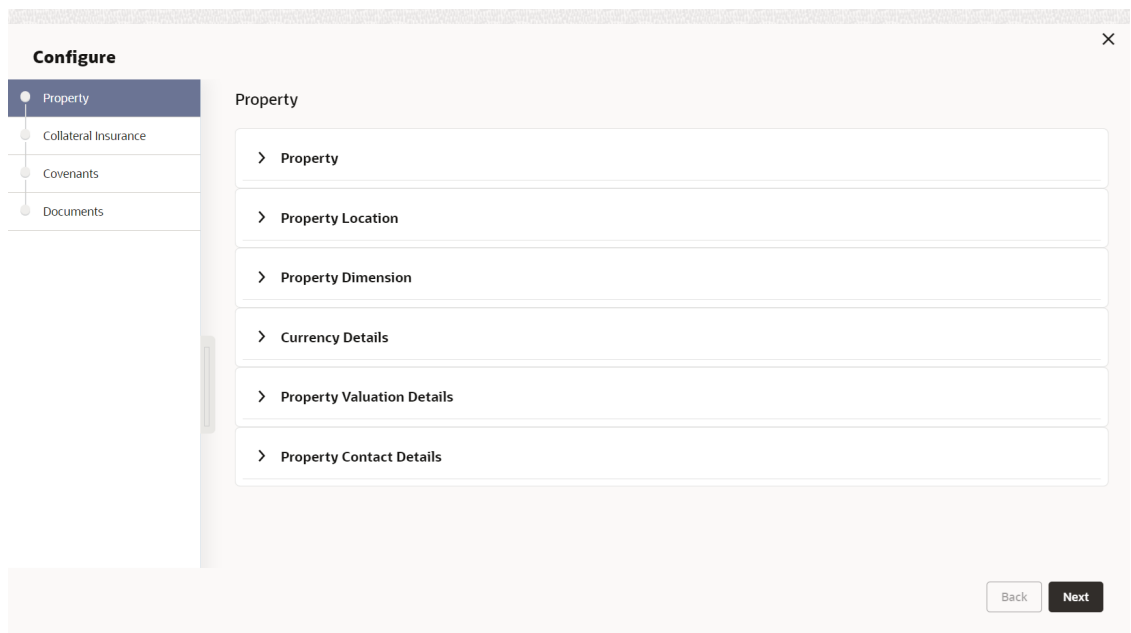 Configure
Property
Collateral Insurance
Covenants
Documents
Property
Property
Property Location
Property Dimension
Currency Details
Property Valuation Details
Property Contact Details
Back
Next